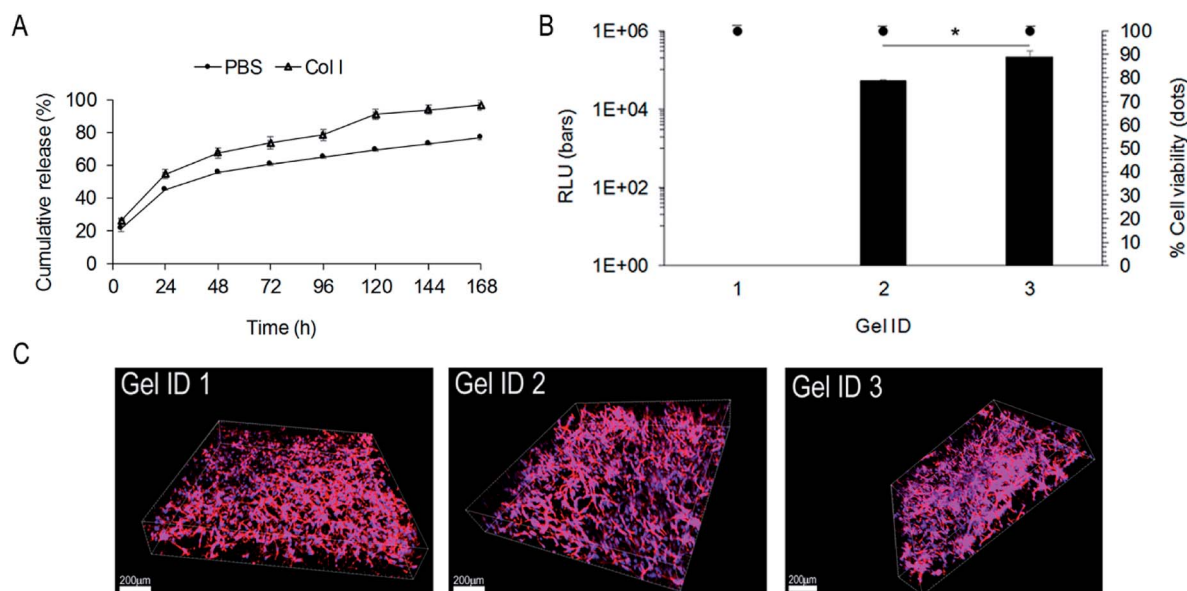 A
PBS Col I
Cumulative release (%)
100
80
60
40
20
0
0 24 48 72 96 120 144 168
Time (h)
B
RLU (bars)
1E+06
1E+04
1E+02
1E+00
*
100
90
80
70
60
50
40
30
20
10
0
% Cell viability (dots)
1 2 3
Gel ID
C
Gel ID 1
200µm
Gel ID 2
200µm
Gel ID 3
200µm